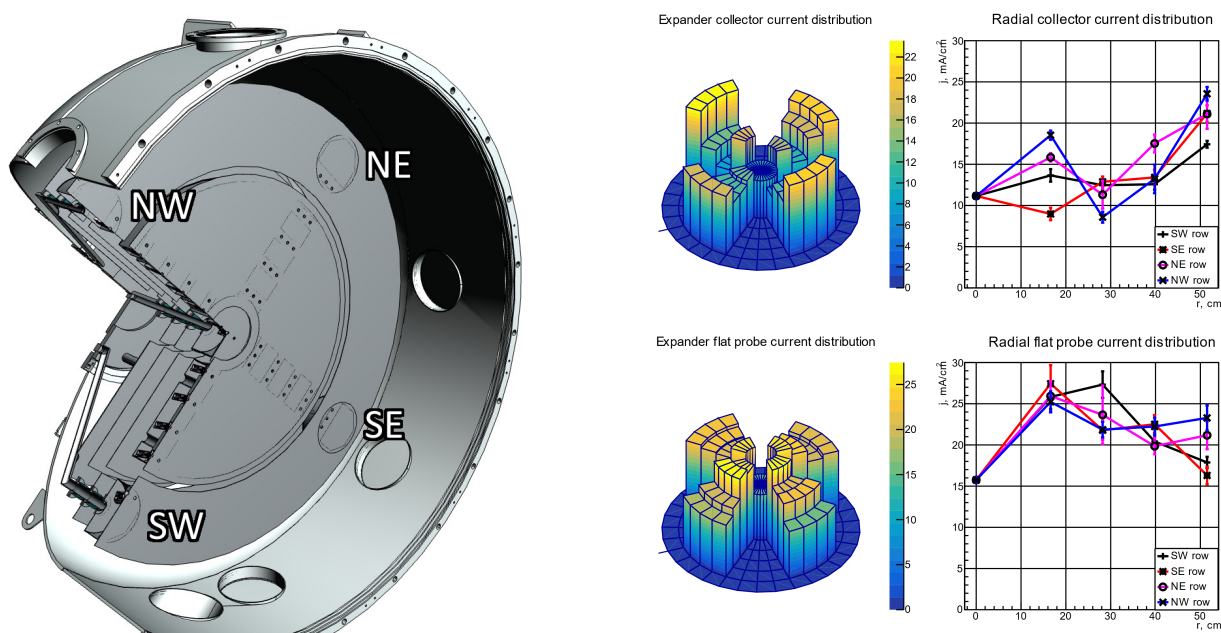 NE
NW
SE
SW
Expander collector current distribution
22
20
18
16
14
12
10
8
6
4
2
0
Radial collector current distribution
j, mA/cm²
30
25
20
15
10
5
0
0 10 20 30 40 50
r, cm
SW row
SE row
NE row
NW row
Expander flat probe current distribution
25
20
15
10
5
0
Radial flat probe current distribution
j, mA/cm²
30
25
20
15
10
5
0
0 10 20 30 40 50
r, cm
SW row
SE row
NE row
NW row